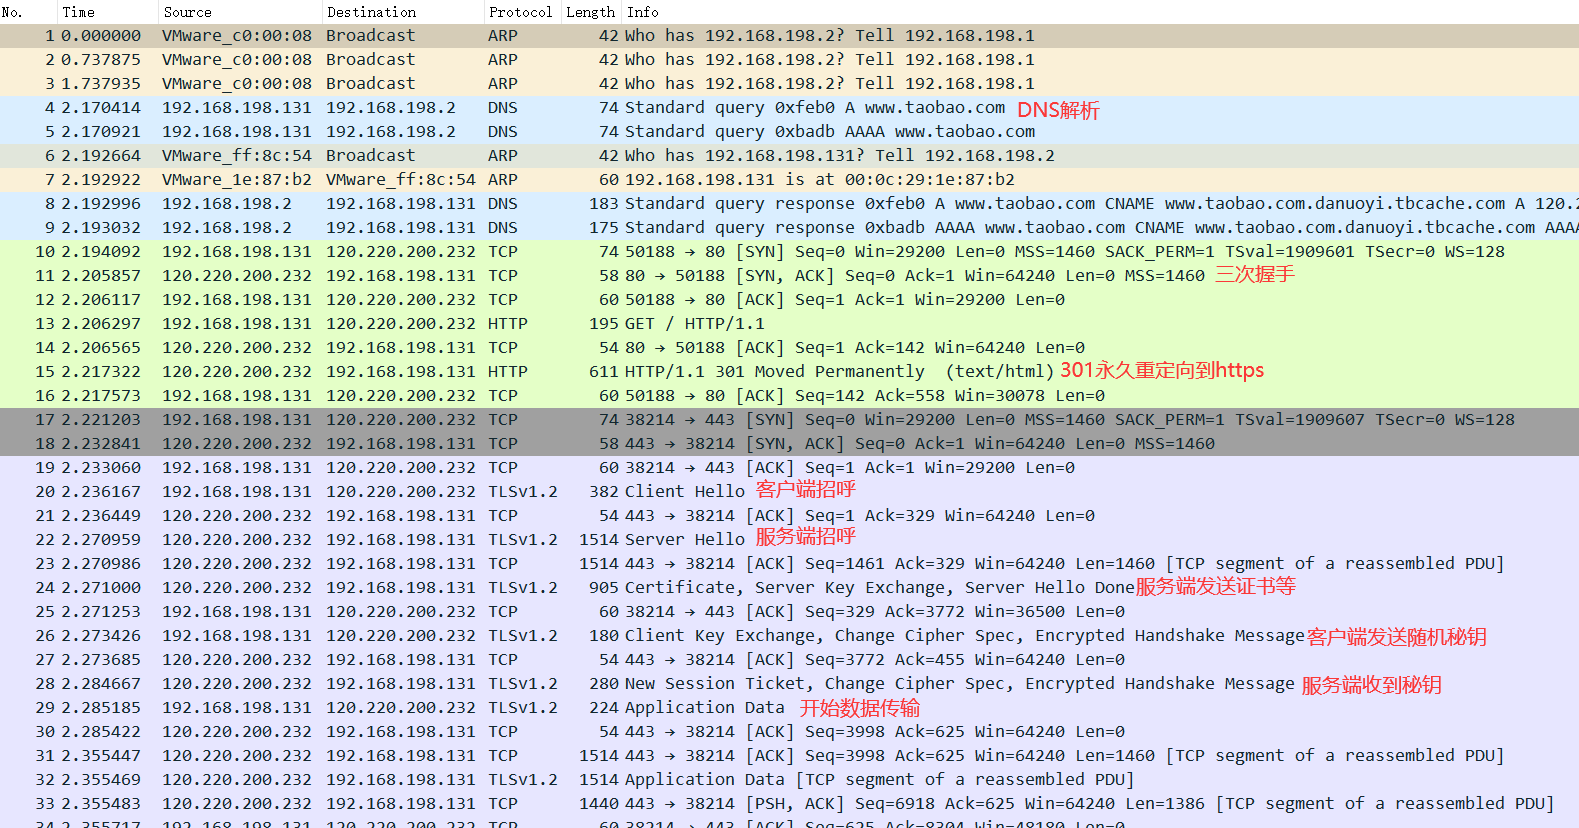 No. Time Source Destination Protocol Length Info
1 0.000000 VMware_c0:00:08 Broadcast ARP 42 Who has 192.168.198.2? Tell 192.168.198.1
2 0.737875 VMware_c0:00:08 Broadcast ARP 42 Who has 192.168.198.2? Tell 192.168.198.1
3 1.737935 VMware_c0:00:08 Broadcast ARP 42 Who has 192.168.198.2? Tell 192.168.198.1
4 2.170414 192.168.198.131 192.168.198.2 DNS 74 Standard query 0xfeb0 A www.taobao.com DNS解析
5 2.170921 192.168.198.131 192.168.198.2 DNS 74 Standard query 0xbadb AAAA www.taobao.com
6 2.192664 VMware_ff:8c:54 Broadcast ARP 42 Who has 192.168.198.131? Tell 192.168.198.2
7 2.192922 VMware_1e:87:b2 VMware_ff:8c:54 ARP 60 192.168.198.131 is at 00:0c:29:1e:87:b2
8 2.192996 192.168.198.2 192.168.198.131 DNS 183 Standard query response 0xfeb0 A www.taobao.com CNAME www.taobao.com.danuoyi.tbcache.com A 120.2
9 2.193032 192.168.198.2 192.168.198.131 DNS 175 Standard query response 0xbadb AAAA www.taobao.com CNAME www.taobao.com.danuoyi.tbcache.com AAAA
10 2.194092 192.168.198.131 120.220.200.232 TCP 74 50188 → 80 [SYN] Seq=0 Win=29200 Len=0 MSS=1460 SACK_PERM=1 TSval=1909601 TSecr=0 WS=128
11 2.205857 120.220.200.232 192.168.198.131 TCP 58 80 → 50188 [SYN, ACK] Seq=0 Ack=1 Win=64240 Len=0 MSS=1460 三次握手
12 2.206117 192.168.198.131 120.220.200.232 TCP 60 50188 → 80 [ACK] Seq=1 Ack=1 Win=29200 Len=0
13 2.206297 192.168.198.131 120.220.200.232 HTTP 195 GET / HTTP/1.1
14 2.206565 120.220.200.232 192.168.198.131 TCP 54 80 → 50188 [ACK] Seq=1 Ack=142 Win=64240 Len=0
15 2.217322 120.220.200.232 192.168.198.131 HTTP 611 HTTP/1.1 301 Moved Permanently (text/html) 301永久重定向到https
16 2.217573 192.168.198.131 120.220.200.232 TCP 60 50188 → 80 [ACK] Seq=142 Ack=558 Win=30078 Len=0
17 2.221203 192.168.198.131 120.220.200.232 TCP 74 38214 → 443 [SYN] Seq=0 Win=29200 Len=0 MSS=1460 SACK_PERM=1 TSval=1909607 TSecr=0 WS=128
18 2.232841 120.220.200.232 192.168.198.131 TCP 58 443 → 38214 [SYN, ACK] Seq=0 Ack=1 Win=64240 Len=0 MSS=1460
19 2.233060 192.168.198.131 120.220.200.232 TCP 60 38214 → 443 [ACK] Seq=1 Ack=1 Win=29200 Len=0
20 2.236167 192.168.198.131 120.220.200.232 TLSv1.2 382 Client Hello 客户端招呼
21 2.236449 120.220.200.232 192.168.198.131 TCP 54 443 → 38214 [ACK] Seq=1 Ack=329 Win=64240 Len=0
22 2.270959 120.220.200.232 192.168.198.131 TLSv1.2 1514 Server Hello 服务端招呼
23 2.270986 120.220.200.232 192.168.198.131 TCP 1514 443 → 38214 [ACK] Seq=1461 Ack=329 Win=64240 Len=1460 [TCP segment of a reassembled PDU]
24 2.271000 120.220.200.232 192.168.198.131 TLSv1.2 905 Certificate, Server Key Exchange, Server Hello Done服务端发送证书等
25 2.271253 192.168.198.131 120.220.200.232 TCP 60 38214 → 443 [ACK] Seq=329 Ack=3772 Win=36500 Len=0
26 2.273426 192.168.198.131 120.220.200.232 TLSv1.2 180 Client Key Exchange, Change Cipher Spec, Encrypted Handshake Message客户端发送随机秘钥
27 2.273685 120.220.200.232 192.168.198.131 TCP 54 443 → 38214 [ACK] Seq=3772 Ack=455 Win=64240 Len=0
28 2.284667 120.220.200.232 192.168.198.131 TLSv1.2 280 New Session Ticket, Change Cipher Spec, Encrypted Handshake Message 服务端收到秘钥
29 2.285185 192.168.198.131 120.220.200.232 TLSv1.2 224 Application Data 开始数据传输
30 2.285422 120.220.200.232 192.168.198.131 TCP 54 443 → 38214 [ACK] Seq=3998 Ack=625 Win=64240 Len=0
31 2.355447 120.220.200.232 192.168.198.131 TCP 1514 443 → 38214 [ACK] Seq=3998 Ack=625 Win=64240 Len=1460 [TCP segment of a reassembled PDU]
32 2.355469 120.220.200.232 192.168.198.131 TLSv1.2 1514 Application Data [TCP segment of a reassembled PDU]
33 2.355483 120.220.200.232 192.168.198.131 TCP 1440 443 → 38214 [PSH, ACK] Seq=6918 Ack=625 Win=64240 Len=1386 [TCP segment of a reassembled PDU]
34 2.355717 192.168.198.131 120.220.200.232 TCP 60 38214 → 443 [ACK] Seq=625 Ack=8304 Win=48180 Len=0